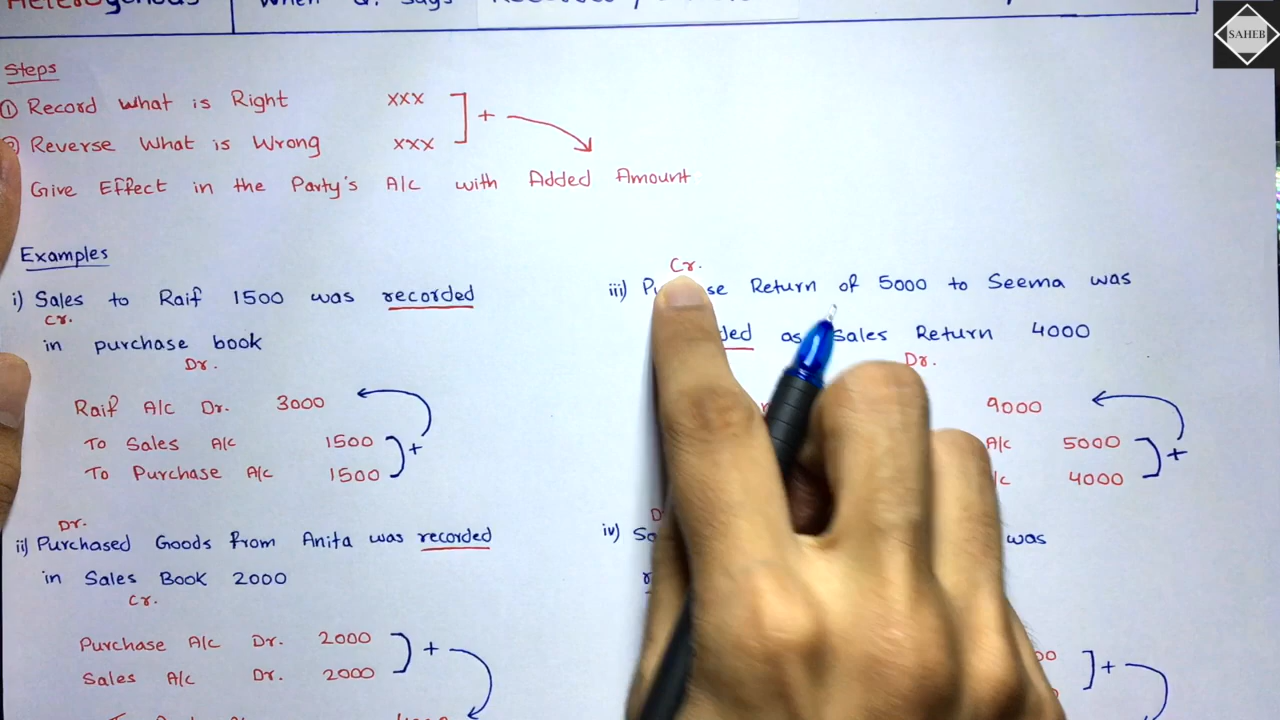 SAHEB
Steps
① Record What is Right xxx
Reverse What is Wrong xxx
+
Give Effect in the Party's A/c with Added Amount
Examples
i) Sales to Raif 1500 was recorded
Cr.
in purchase book
Dr.
Raif A/c Dr. 3000
To Sales A/c 1500
To Purchase A/c 1500
+
Dr.
ii) Purchased Goods from Anita was recorded
in Sales Book 2000
Cr.
Purchase A/c Dr. 2000
Sales A/c Dr. 2000
+
Cr.
iii) Return of 5000 to Seema was
as Sales Return 4000
Dr.
9000
A/c 5000
4000
+
iv) was
+